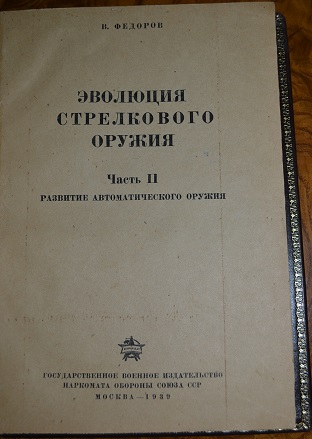 В. ФЕДОРОВ
ЭВОЛЮЦИЯ
СТРЕЛКОВОГО
ОРУЖИЯ
Часть II
РАЗВИТИЕ АВТОМАТИЧЕСКОГО ОРУЖИЯ
ГОСУДАРСТВЕННОЕ ВОЕННОЕ ИЗДАТЕЛЬСТВО
НАРКОМАТА ОБОРОНЫ СОЮЗА ССР
МОСКВА — 1939